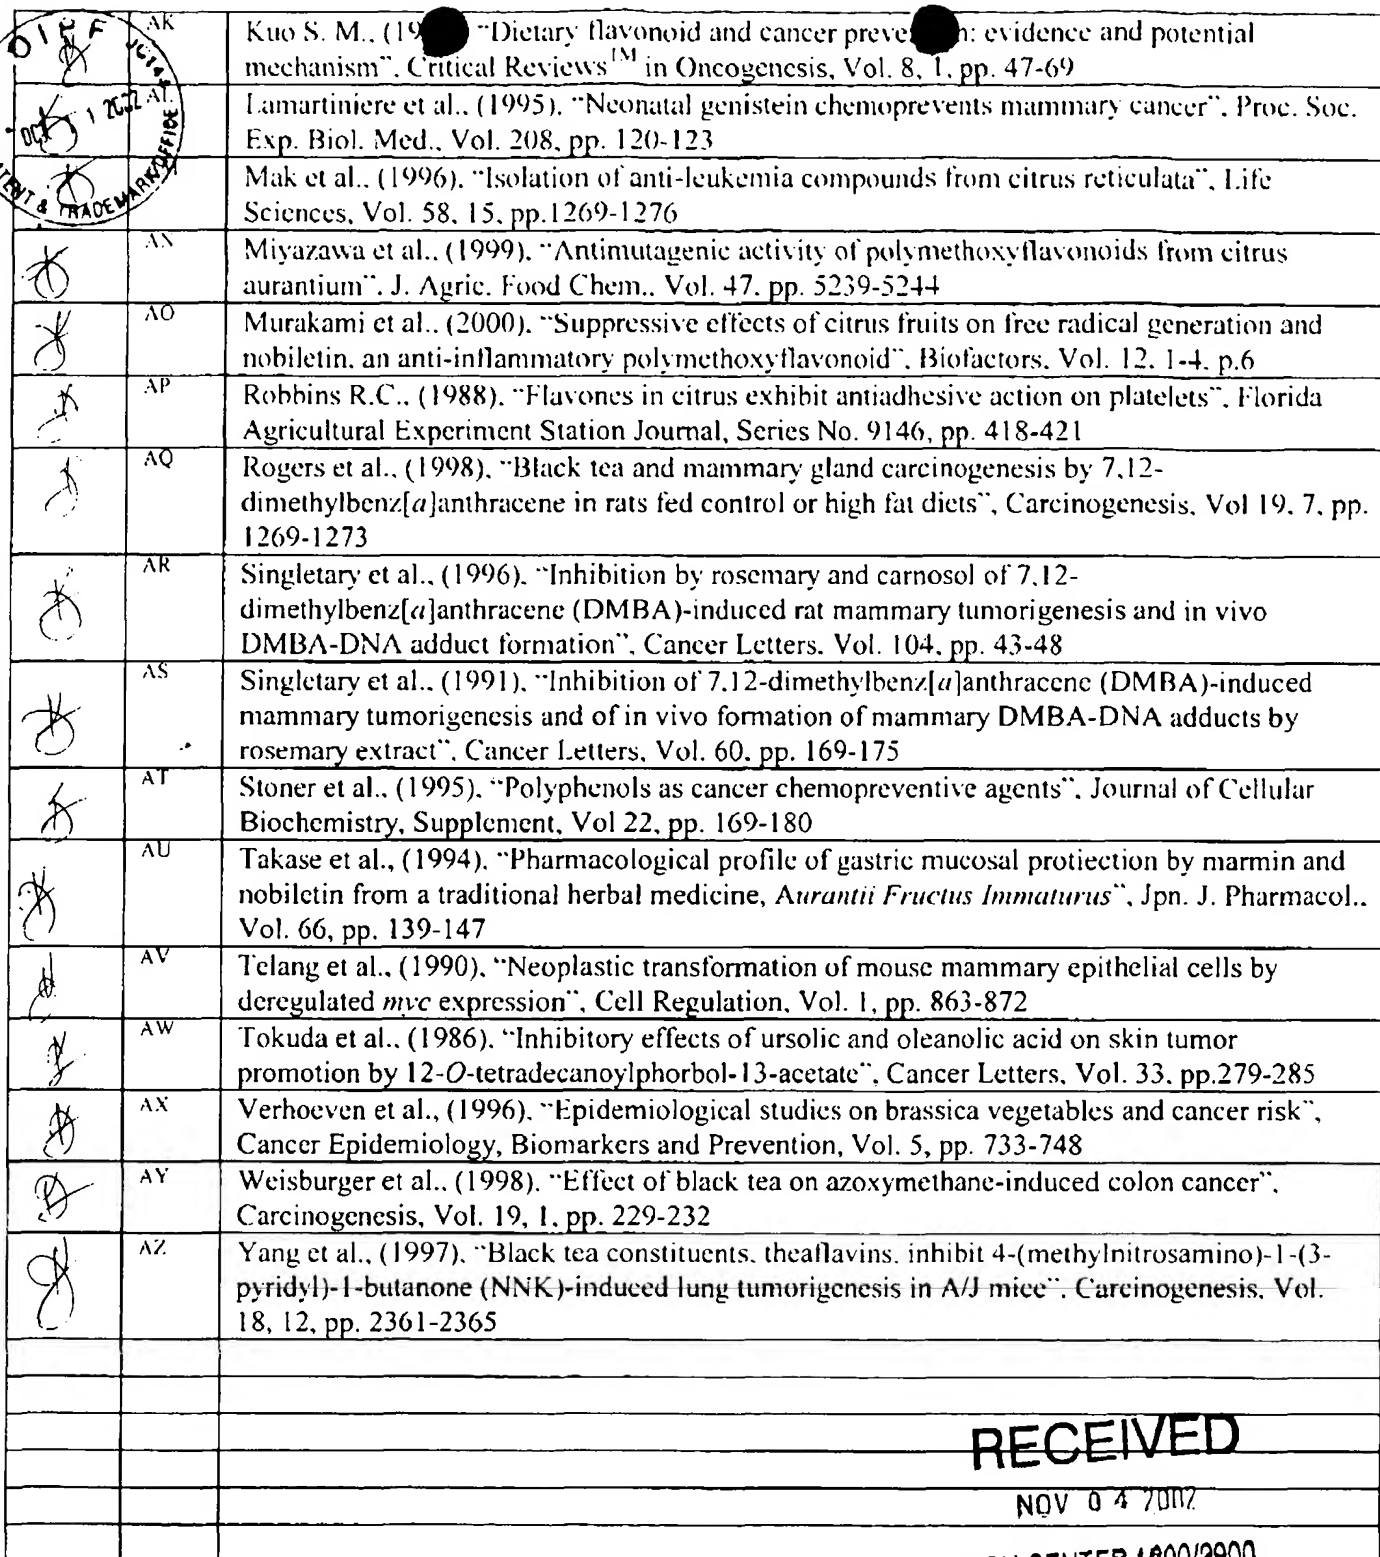 AK
Kuo S. M., (19 "Dietary flavonoid and cancer preve n: evidence and potential
mechanism", Critical Reviews™ in Oncogenesis, Vol. 8, 1, pp. 47-69
AL
Lamartiniere et al., (1995), "Neonatal genistein chemoprevents mammary cancer", Proc. Soc.
Exp. Biol. Med., Vol. 208, pp. 120-123
Mak et al., (1996), "Isolation of anti-leukemia compounds from citrus reticulata", Life
Sciences, Vol. 58, 15, pp.1269-1276
AN
Miyazawa et al., (1999), "Antimutagenic activity of polymethoxyflavonoids from citrus
aurantium", J. Agric. Food Chem., Vol. 47, pp. 5239-5244
AO
Murakami et al., (2000), "Suppressive effects of citrus fruits on free radical generation and
nobiletin, an anti-inflammatory polymethoxyflavonoid", Biofactors, Vol. 12, 1-4, p.6
AP
Robbins R.C., (1988), "Flavones in citrus exhibit antiadhesive action on platelets", Florida
Agricultural Experiment Station Journal, Series No. 9146, pp. 418-421
AQ
Rogers et al., (1998), "Black tea and mammary gland carcinogenesis by 7,12-
dimethylbenz[a]anthracene in rats fed control or high fat diets", Carcinogenesis, Vol 19, 7, pp.
1269-1273
AR
Singletary et al., (1996), "Inhibition by rosemary and carnosol of 7,12-
dimethylbenz[a]anthracene (DMBA)-induced rat mammary tumorigenesis and in vivo
DMBA-DNA adduct formation", Cancer Letters, Vol. 104, pp. 43-48
AS
Singletary et al., (1991), "Inhibition of 7,12-dimethylbenz[a]anthracene (DMBA)-induced
mammary tumorigenesis and of in vivo formation of mammary DMBA-DNA adducts by
rosemary extract", Cancer Letters, Vol. 60, pp. 169-175
AT
Stoner et al., (1995), "Polyphenols as cancer chemopreventive agents", Journal of Cellular
Biochemistry, Supplement, Vol 22, pp. 169-180
AU
Takase et al., (1994), "Pharmacological profile of gastric mucosal protiection by marmin and
nobiletin from a traditional herbal medicine, Aurantii Fructus Immaturus", Jpn. J. Pharmacol.,
Vol. 66, pp. 139-147
AV
Telang et al., (1990), "Neoplastic transformation of mouse mammary epithelial cells by
deregulated myc expression", Cell Regulation, Vol. 1, pp. 863-872
AW
Tokuda et al., (1986), "Inhibitory effects of ursolic and oleanolic acid on skin tumor
promotion by 12-O-tetradecanoylphorbol-13-acetate", Cancer Letters, Vol. 33, pp.279-285
AX
Verhoeven et al., (1996), "Epidemiological studies on brassica vegetables and cancer risk",
Cancer Epidemiology, Biomarkers and Prevention, Vol. 5, pp. 733-748
AY
Weisburger et al., (1998), "Effect of black tea on azoxymethane-induced colon cancer",
Carcinogenesis, Vol. 19, 1, pp. 229-232
AZ
Yang et al., (1997), "Black tea constituents, theaflavins, inhibit 4-(methylnitrosamino)-1-(3-
pyridyl)-1-butanone (NNK)-induced lung tumorigenesis in A/J mice", Carcinogenesis, Vol.
18, 12, pp. 2361-2365
RECEIVED
NOV 0 4 2002
CENTER 1600/2900